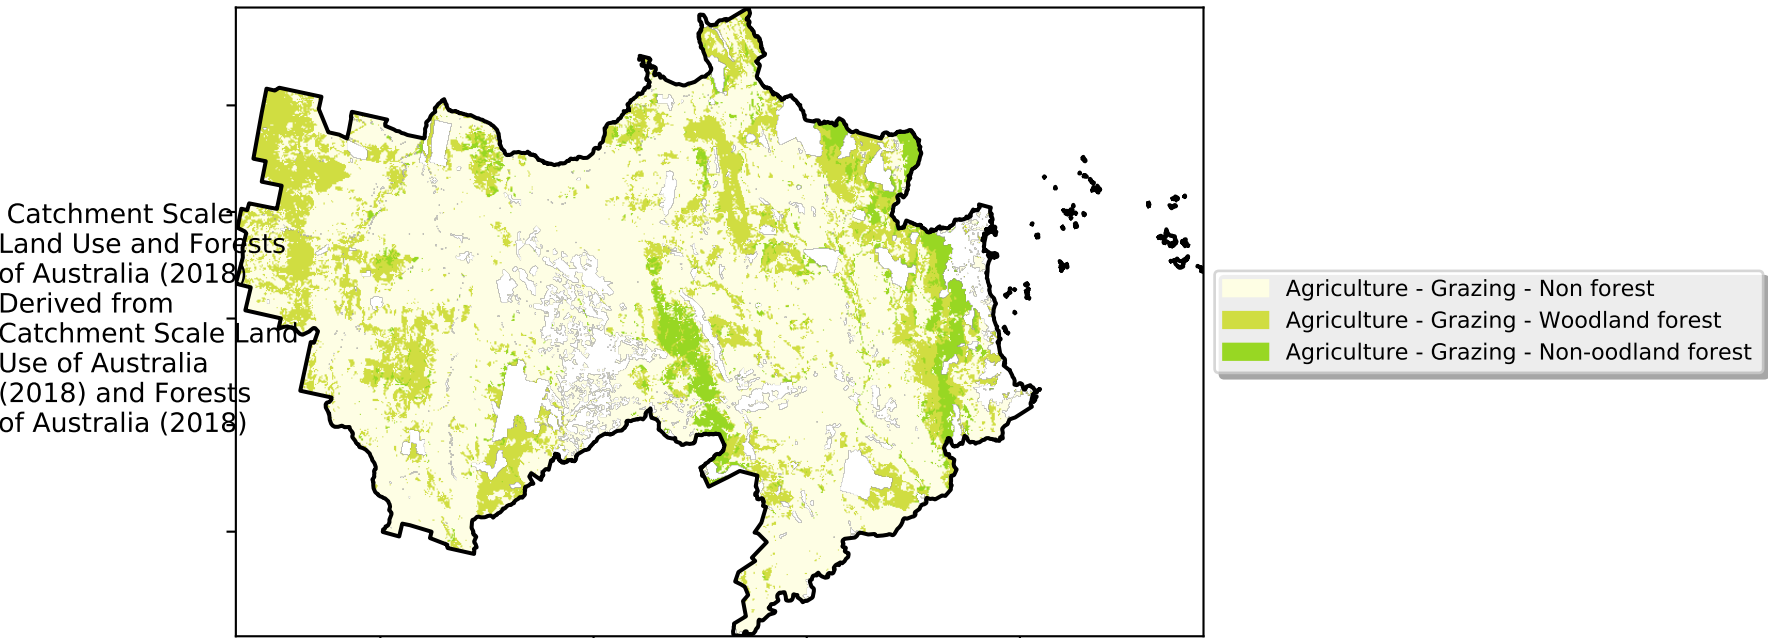 Catchment Scale
Land Use and Forests
of Australia (2018)
Derived from
Catchment Scale Land
Use of Australia
(2018) and Forests
of Australia (2018)
Agriculture - Grazing - Non forest
Agriculture - Grazing - Woodland forest
Agriculture - Grazing - Non-oodland forest